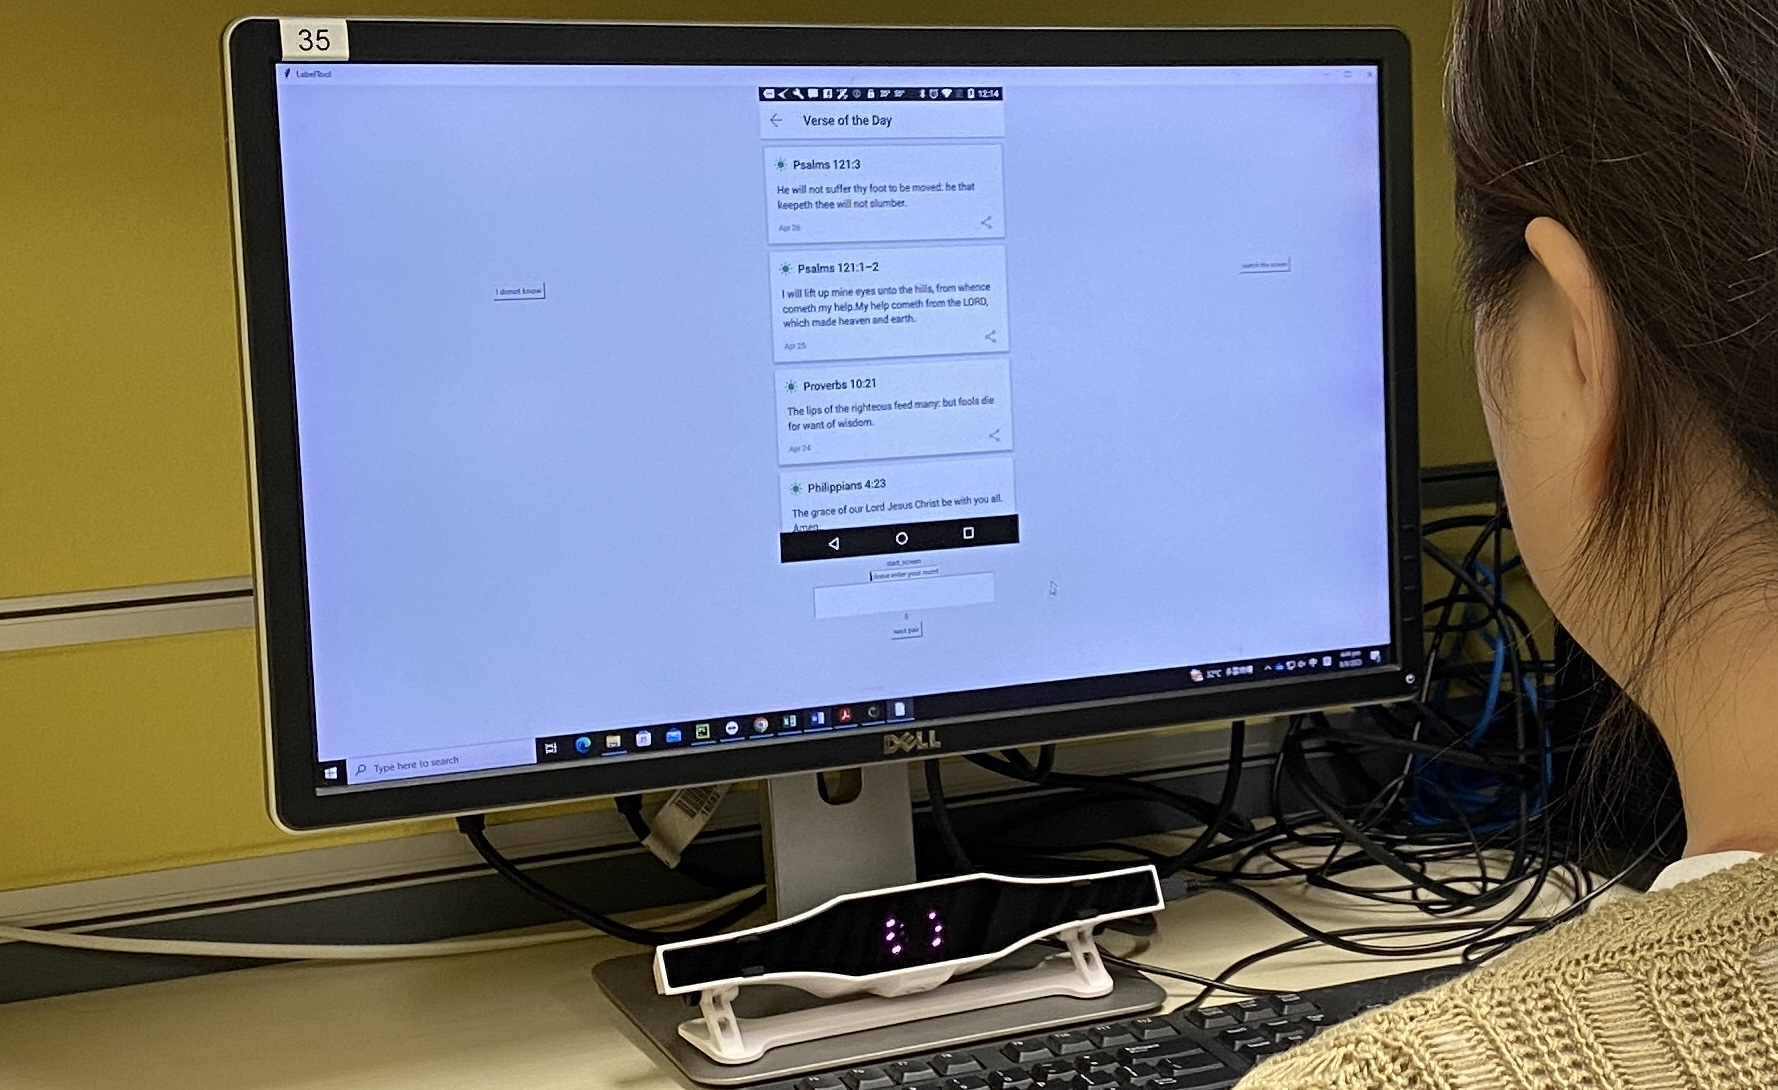 35
LabelTool
12:14
Verse of the Day
Psalms 121:3
He will not suffer thy foot to be moved: he that
keepeth thee will not slumber.
Apr 26
Psalms 121:1–2
I will lift up mine eyes unto the hills, from whence
cometh my help.My help cometh from the LORD,
which made heaven and earth.
Apr 25
Proverbs 10:21
The lips of the righteous feed many: but fools die
for want of wisdom.
Apr 24
Philippians 4:23
The grace of our Lord Jesus Christ be with you all.
Amen
I donot know
switch the screen
start_screen
please enter your
0
next pair
Type here to search
32°C
DELL